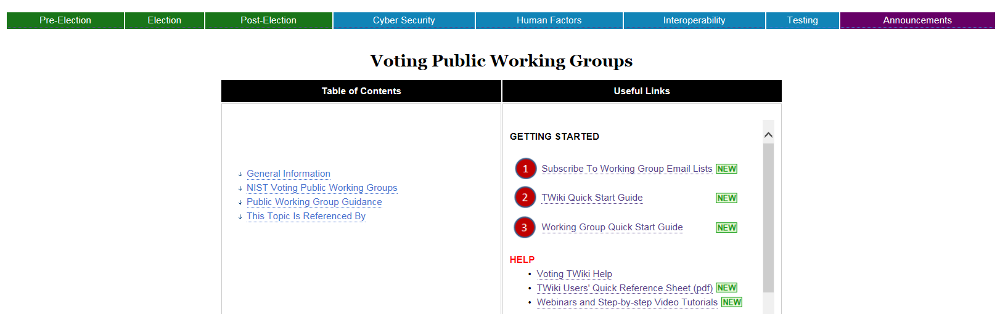 Pre-Election Election Post-Election Cyber Security Human Factors Interoperability Testing Announcements
Voting Public Working Groups
Table of Contents
General Information
NIST Voting Public Working Groups
Public Working Group Guidance
This Topic Is Referenced By
Useful Links
GETTING STARTED
1 Subscribe To Working Group Email Lists NEW
2 TWiki Quick Start Guide NEW
3 Working Group Quick Start Guide NEW
HELP
• Voting TWiki Help
• TWiki Users' Quick Reference Sheet (pdf) NEW
• Webinars and Step-by-step Video Tutorials NEW